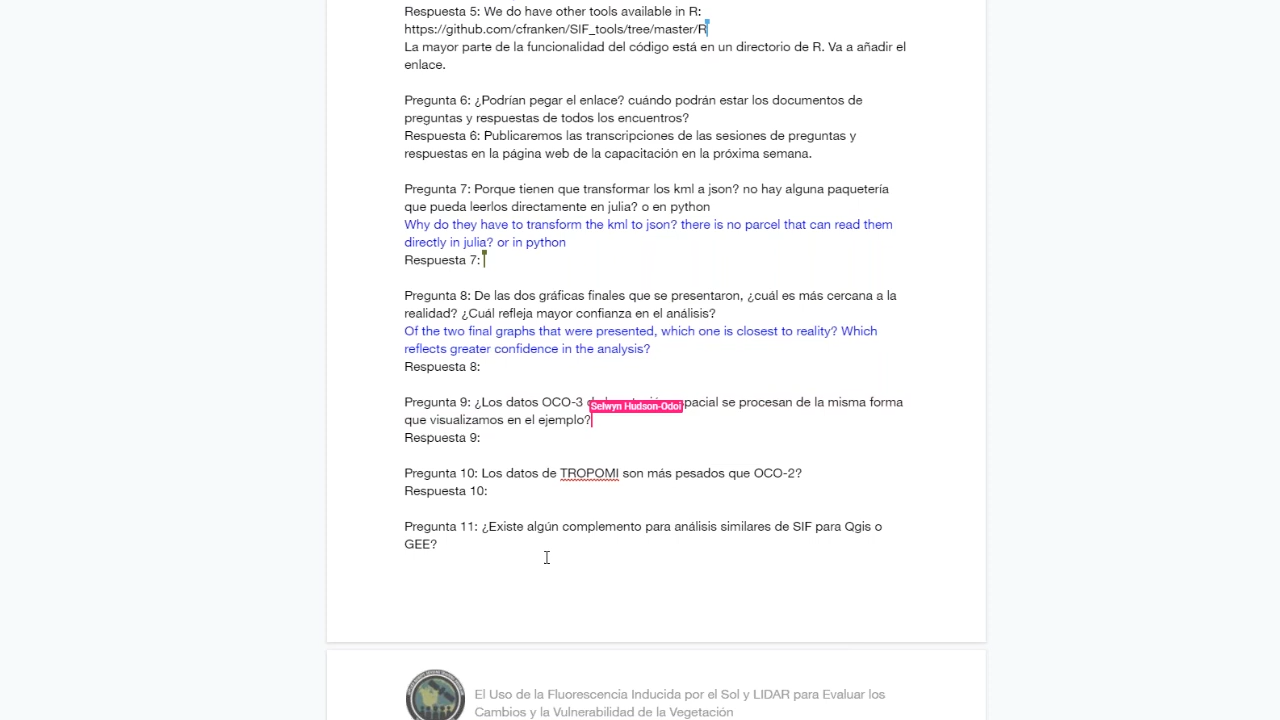 Respuesta 5: We do have other tools available in R:
https://github.com/cfranken/SIF_tools/tree/master/R
La mayor parte de la funcionalidad del código está en un directorio de R. Va a añadir el
enlace.
Pregunta 6: ¿Podrían pegar el enlace? cuándo podrán estar los documentos de
preguntas y respuestas de todos los encuentros?
Respuesta 6: Publicaremos las transcripciones de las sesiones de preguntas y
respuestas en la página web de la capacitación en la próxima semana.
Pregunta 7: Porque tienen que transformar los kml a json? no hay alguna paquetería
que pueda leerlos directamente en julia? o en python
Why do they have to transform the kml to json? there is no parcel that can read them
directly in julia? or in python
Respuesta 7:
Pregunta 8: De las dos gráficas finales que se presentaron, ¿cuál es más cercana a la
realidad? ¿Cuál refleja mayor confianza en el análisis?
Of the two final graphs that were presented, which one is closest to reality? Which
reflects greater confidence in the analysis?
Respuesta 8:
Pregunta 9: ¿Los datos OCO-3 se procesan de la misma forma
Selwyn Hudson-Odoi
que visualizamos en el ejemplo?
Respuesta 9:
Pregunta 10: Los datos de TROPOMI son más pesados que OCO-2?
Respuesta 10:
Pregunta 11: ¿Existe algún complemento para análisis similares de SIF para Qgis o
GEE?
El Uso de la Fluorescencia Inducida por el Sol y LIDAR para Evaluar los
Cambios y la Vulnerabilidad de la Vegetación